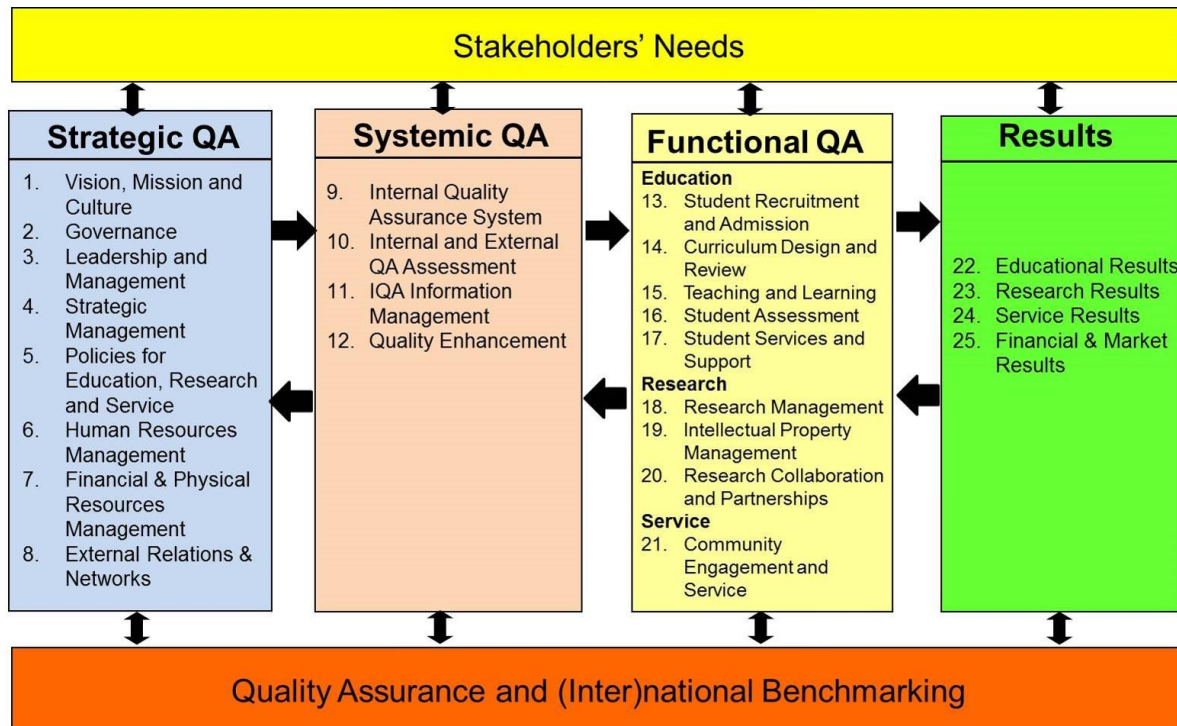 Stakeholders’ Needs
Strategic QA
1. Vision, Mission and
Culture
2. Governance
3. Leadership and
Management
4. Strategic
Management
5. Policies for
Education, Research
and Service
6. Human Resources
Management
7. Financial & Physical
Resources
Management
8. External Relations &
Networks
Systemic QA
9. Internal Quality
Assurance System
10. Internal and External
QA Assessment
11. IQA Information
Management
12. Quality Enhancement
Functional QA
Education
13. Student Recruitment
and Admission
14. Curriculum Design and
Review
15. Teaching and Learning
16. Student Assessment
17. Student Services and
Support
Research
18. Research Management
19. Intellectual Property
Management
20. Research Collaboration
and Partnerships
Service
21. Community
Engagement and
Service
Results
22. Educational Results
23. Research Results
24. Service Results
25. Financial & Market
Results
Quality Assurance and (Inter)national Benchmarking